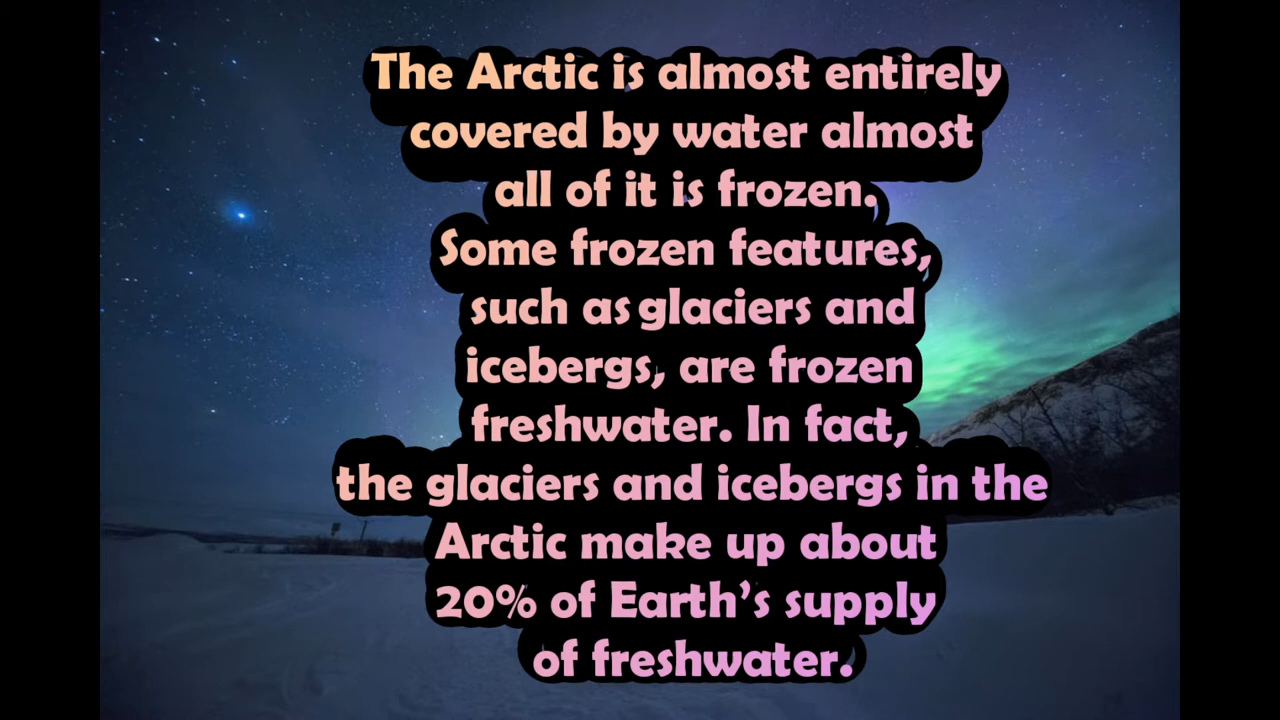 The Arctic is almost entirely
covered by water almost
all of it is frozen.
Some frozen features,
such as glaciers and
icebergs, are frozen
freshwater. In fact,
the glaciers and icebergs in the
Arctic make up about
20% of Earth’s supply
of freshwater.